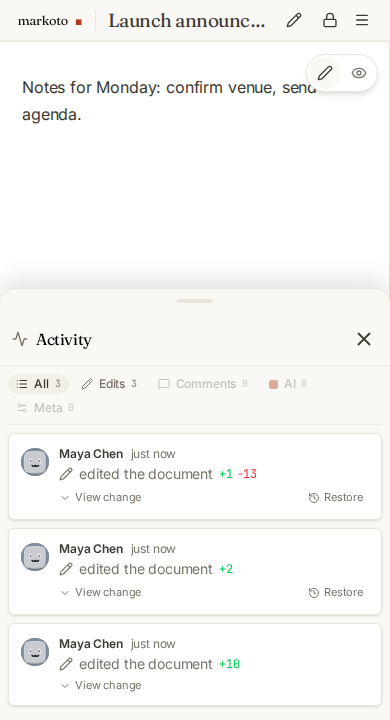 markoto
Launch announc...
Notes for Monday: confirm venue, send
agenda.
Activity
All 3 Edits 3 Comments 0 AI 0
Meta 0
Maya Chen just now
edited the document +1 -13
View change Restore
Maya Chen just now
edited the document +2
View change Restore
Maya Chen just now
edited the document +10
View change